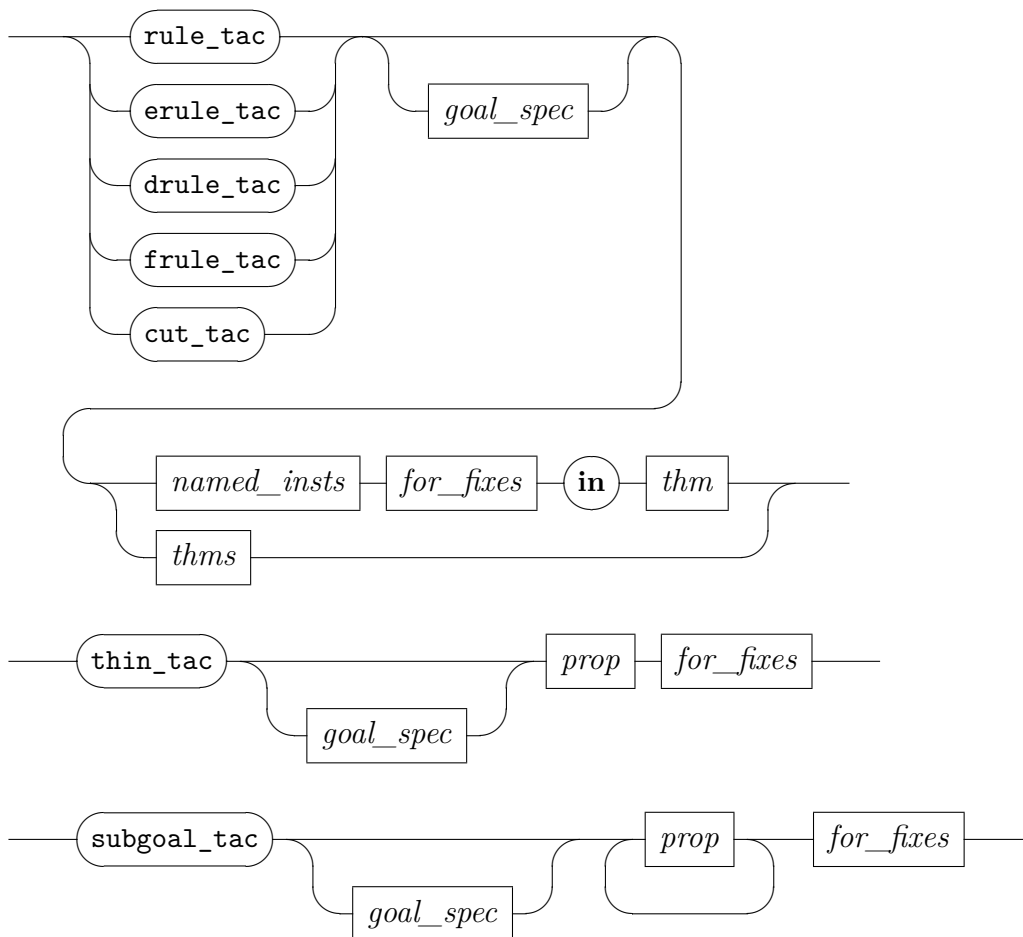 rule_tac
erule_tac goal_spec
drule_tac
frule_tac
cut_tac
named_insts for_fixes in thm
thms
thin_tac prop for_fixes
goal_spec
subgoal_tac prop for_fixes
goal_spec